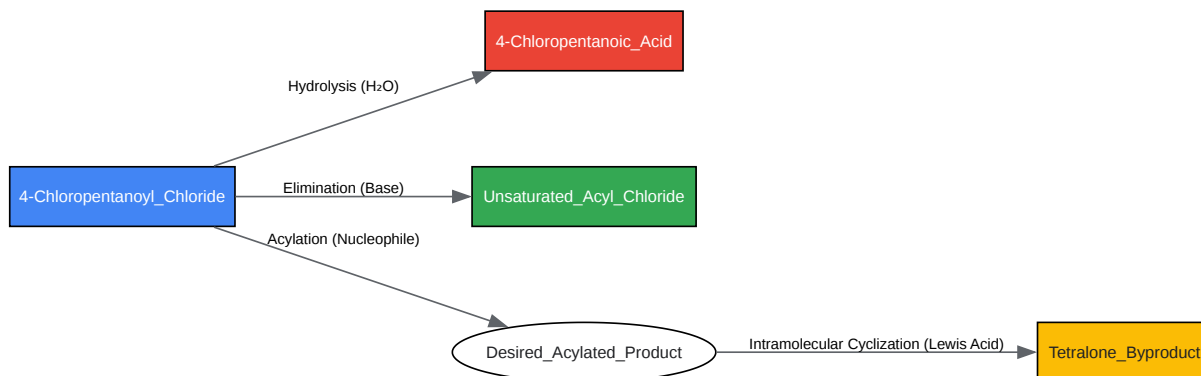 4-Chloropentanoic_Acid
Hydrolysis (H₂O)
4-Chloropentanoyl_Chloride
Elimination (Base)
Unsaturated_Acyl_Chloride
Acylation (Nucleophile)
Desired_Acylated_Product
Intramolecular Cyclization (Lewis Acid)
Tetralone_Byproduct